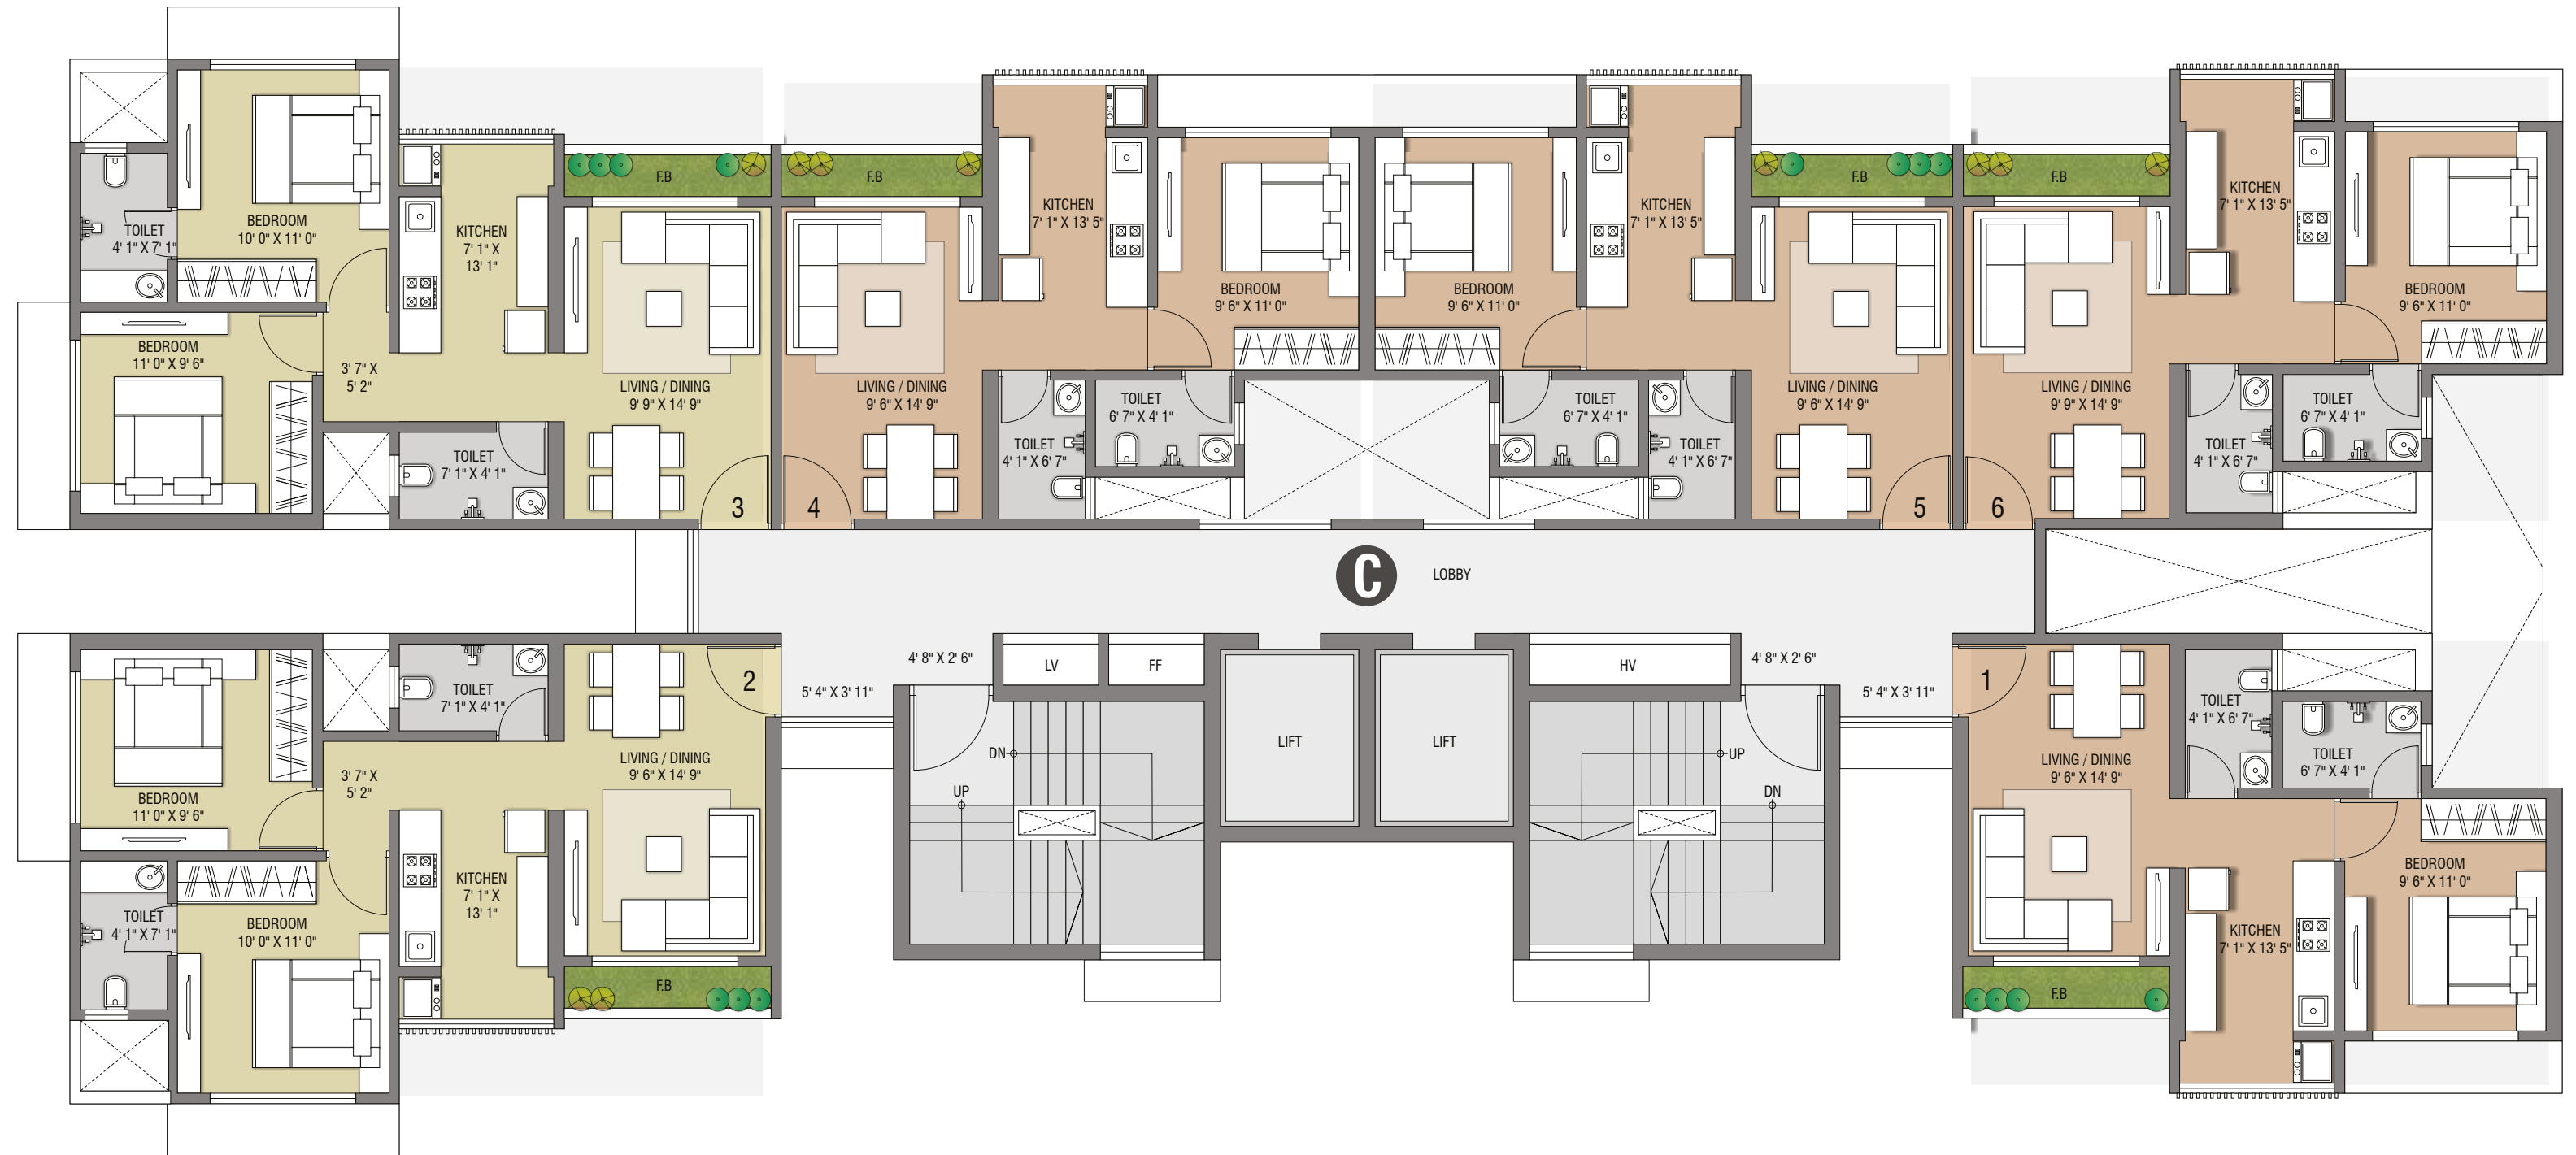 BEDROOM
10' 0" X 11' 0"
TOILET
4' 1" X 7' 1"
KITCHEN
7' 1" X
13' 1"
F.B
BEDROOM
11' 0" X 9' 6"
3' 7" X
5' 2"
LIVING / DINING
9' 9" X 14' 9"
TOILET
7' 1" X 4' 1"
3
F.B
LIVING / DINING
9' 6" X 14' 9"
4
KITCHEN
7' 1" X 13' 5"
BEDROOM
9' 6" X 11' 0"
TOILET
4' 1" X 6' 7"
TOILET
6' 7" X 4' 1"
BEDROOM
9' 6" X 11' 0"
KITCHEN
7' 1" X 13' 5"
TOILET
6' 7" X 4' 1"
TOILET
4' 1" X 6' 7"
F.B
LIVING / DINING
9' 6" X 14' 9"
5
F.B
LIVING / DINING
9' 9" X 14' 9"
6
KITCHEN
7' 1" X 13' 5"
BEDROOM
9' 6" X 11' 0"
TOILET
4' 1" X 6' 7"
TOILET
6' 7" X 4' 1"
C
LOBBY
BEDROOM
11' 0" X 9' 6"
3' 7" X
5' 2"
TOILET
7' 1" X 4' 1"
2
LIVING / DINING
9' 6" X 14' 9"
TOILET
4' 1" X 7' 1"
BEDROOM
10' 0" X 11' 0"
KITCHEN
7' 1" X
13' 1"
F.B
5' 4" X 3' 11"
4' 8" X 2' 6"
LV
FF
DN
UP
LIFT
LIFT
HV
4' 8" X 2' 6"
UP
DN
5' 4" X 3' 11"
1
LIVING / DINING
9' 6" X 14' 9"
TOILET
4' 1" X 6' 7"
TOILET
6' 7" X 4' 1"
BEDROOM
9' 6" X 11' 0"
KITCHEN
7' 1" X 13' 5"
F.B